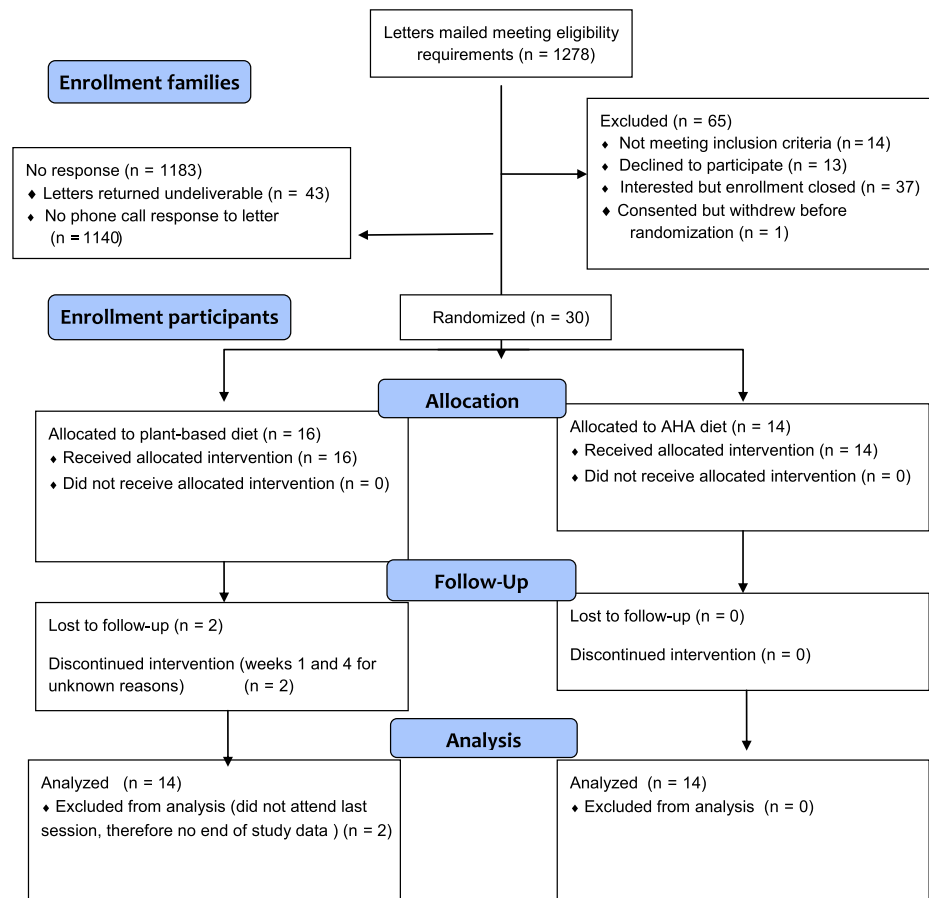 Letters mailed meeting eligibility
requirements (n = 1278)
Enrollment families
Excluded (n = 65)
♦ Not meeting inclusion criteria (n = 14)
♦ Declined to participate (n = 13)
♦ Interested but enrollment closed (n = 37)
♦ Consented but withdrew before
randomization (n = 1)
No response (n = 1183)
♦ Letters returned undeliverable (n = 43)
♦ No phone call response to letter
(n = 1140)
Enrollment participants
Randomized (n = 30)
Allocation
Allocated to plant-based diet (n = 16)
♦ Received allocated intervention (n = 16)
♦ Did not receive allocated intervention (n = 0)
Allocated to AHA diet (n = 14)
♦ Received allocated intervention (n = 14)
♦ Did not receive allocated intervention (n = 0)
Follow-Up
Lost to follow-up (n = 2)
Discontinued intervention (weeks 1 and 4 for
unknown reasons) (n = 2)
Lost to follow-up (n = 0)
Discontinued intervention (n = 0)
Analysis
Analyzed (n = 14)
♦ Excluded from analysis (did not attend last
session, therefore no end of study data ) (n = 2)
Analyzed (n = 14)
♦ Excluded from analysis (n = 0)